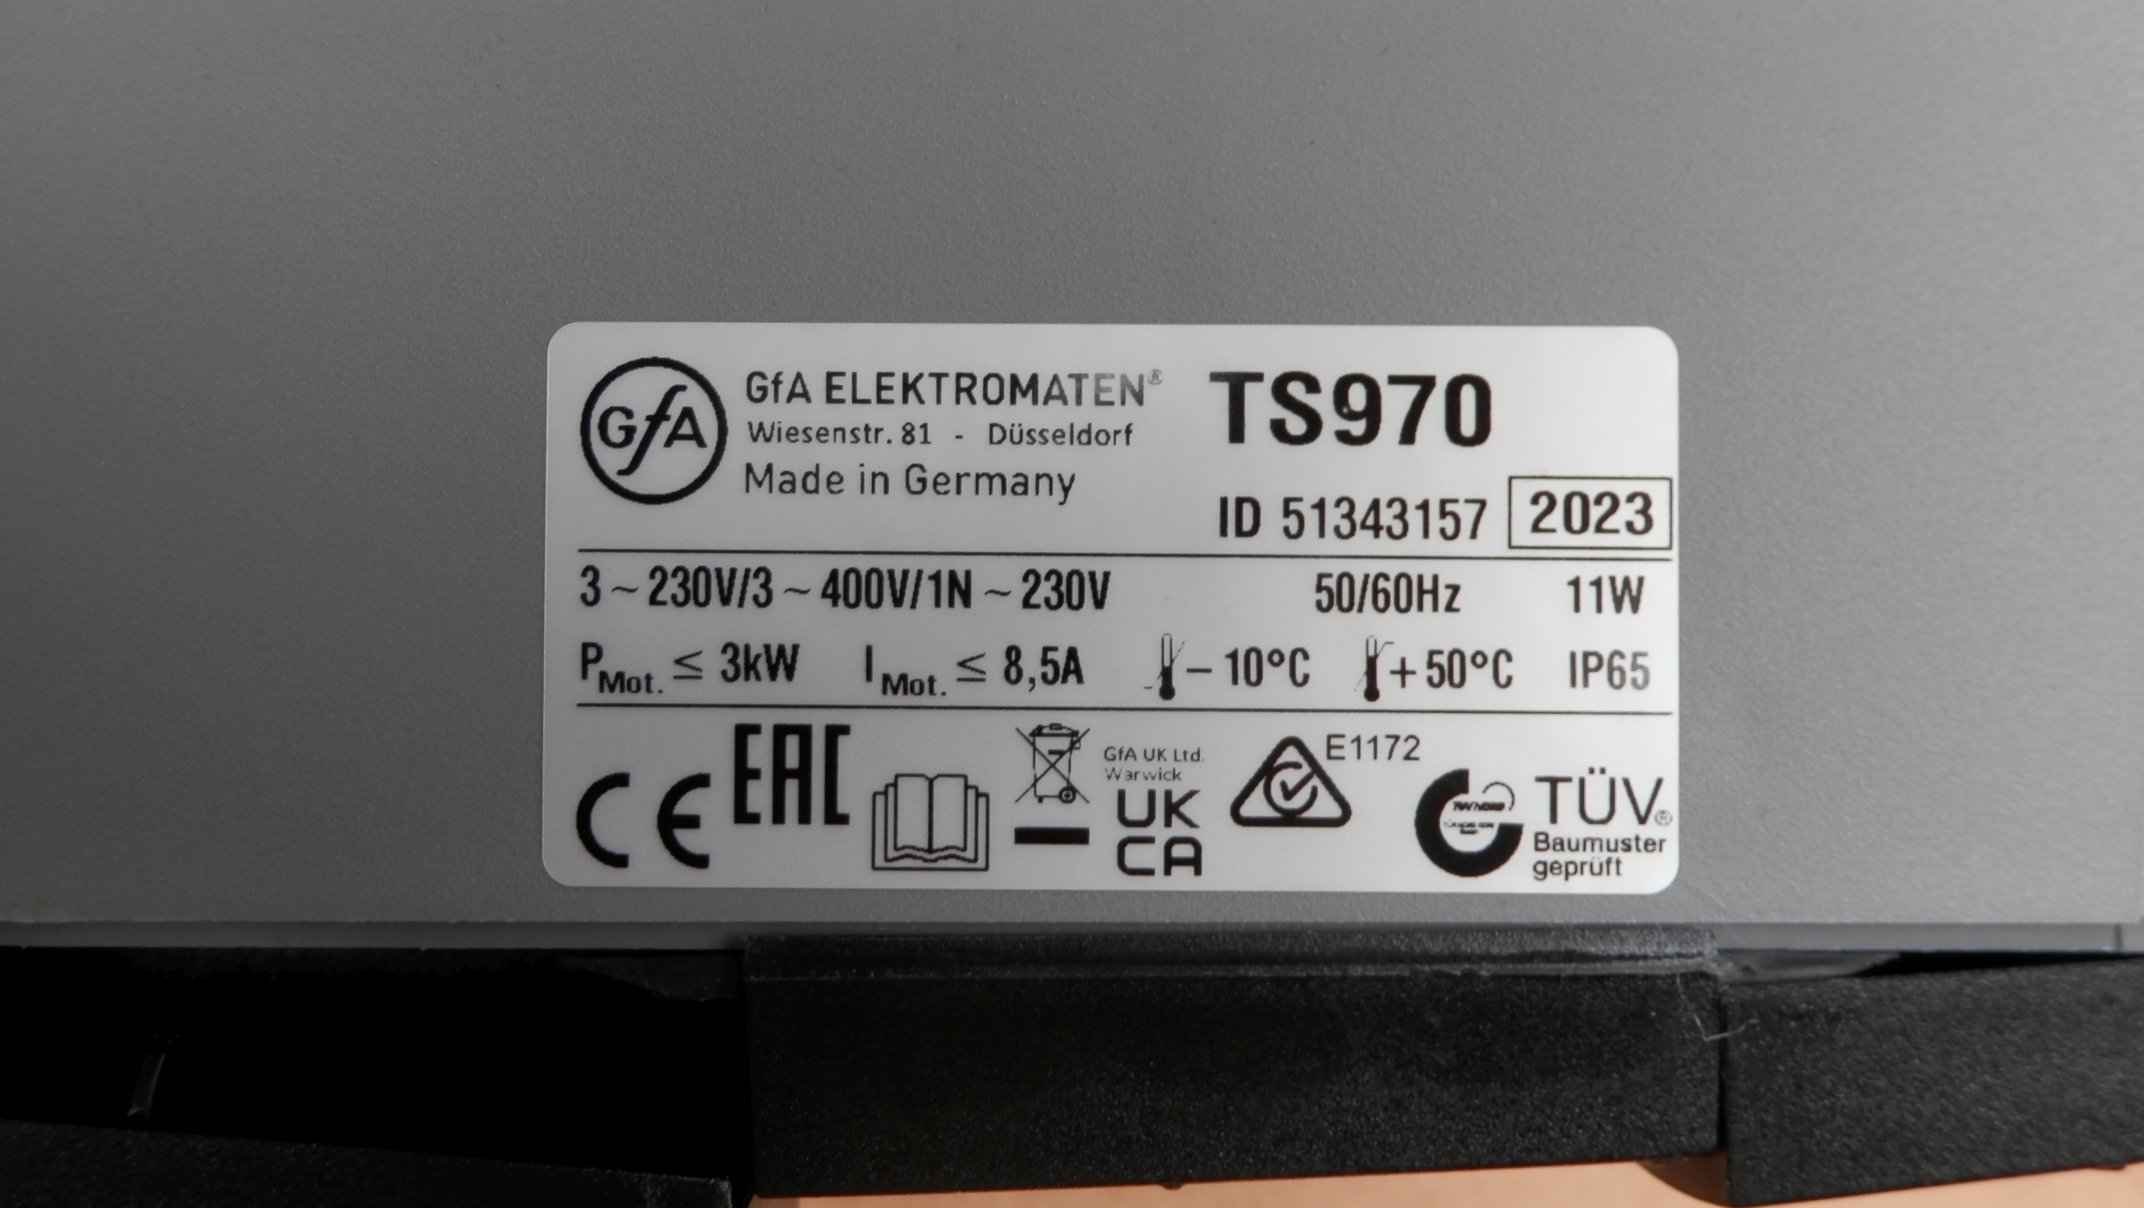 GfA
GfA ELEKTROMATEN®
Wiesenstr. 81 - Düsseldorf
Made in Germany
TS970
ID 51343157 2023
3 ~ 230V/3 ~ 400V/1N ~ 230V 50/60Hz 11W
PMot. ≤ 3kW IMot. ≤ 8,5A - 10°C + 50°C IP65
CE
EAC
GfA UK Ltd.
Warwick
UK
CA
E1172
TÜV®
Baumuster
geprüft